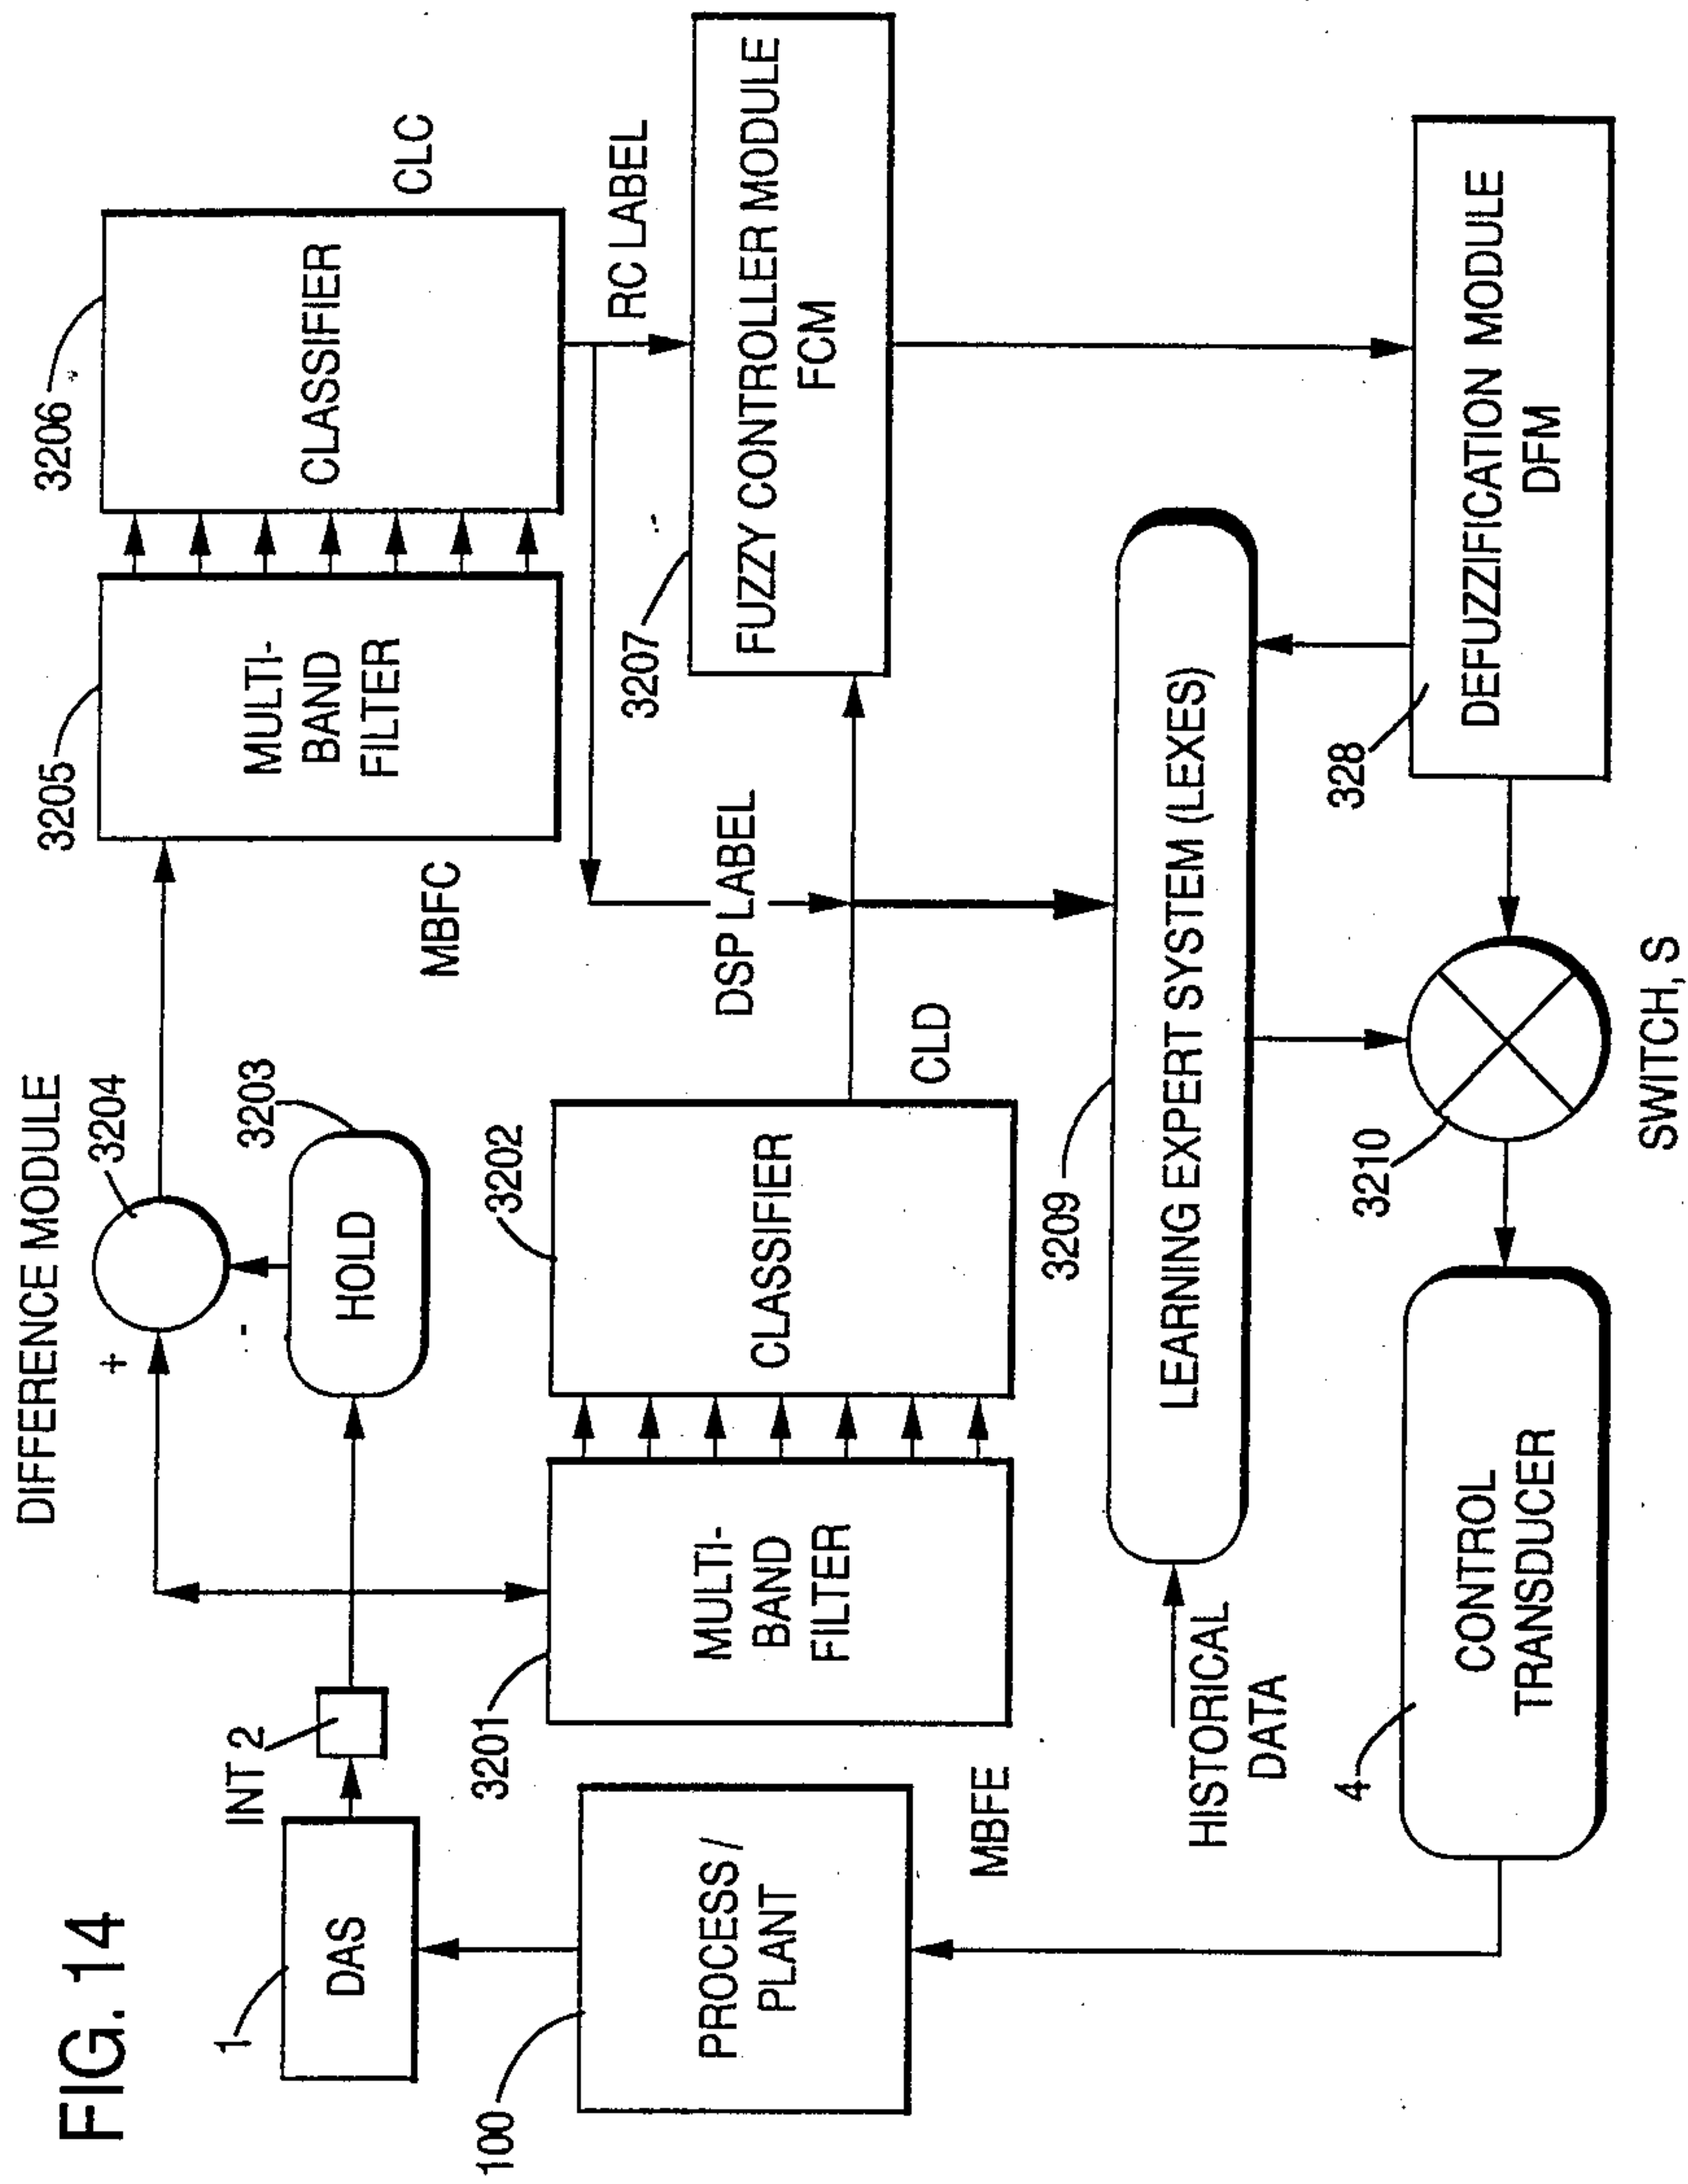 FIG. 14
DIFFERENCE MODULE
3204
+
-
3203
HOLD
INT 2
1
DAS
100
PROCESS /
PLANT
MBFE
3201
MULTI-
BAND
FILTER
3202
CLASSIFIER
CLD
3205
MULTI-
BAND
FILTER
MBFC
3206
CLASSIFIER
CLC
RC LABEL
DSP LABEL
3207
FUZZY CONTROLLER MODULE
FCM
3209
LEARNING EXPERT SYSTEM (LEXES)
HISTORICAL
DATA
4
CONTROL
TRANSDUCER
3210
SWITCH, S
328
DEFUZZIFICATION MODULE
DFM